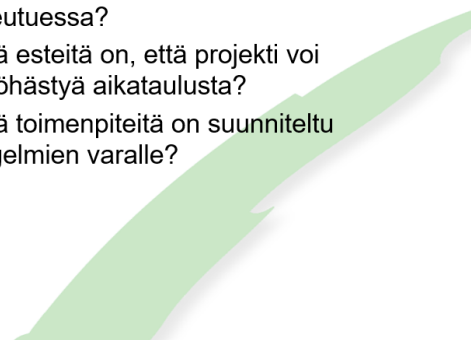 eutuessa?
ä esteitä on, että projekti voi
öhästyä aikataulusta?
ä toimenpiteitä on suunniteltu
gelmien varalle?